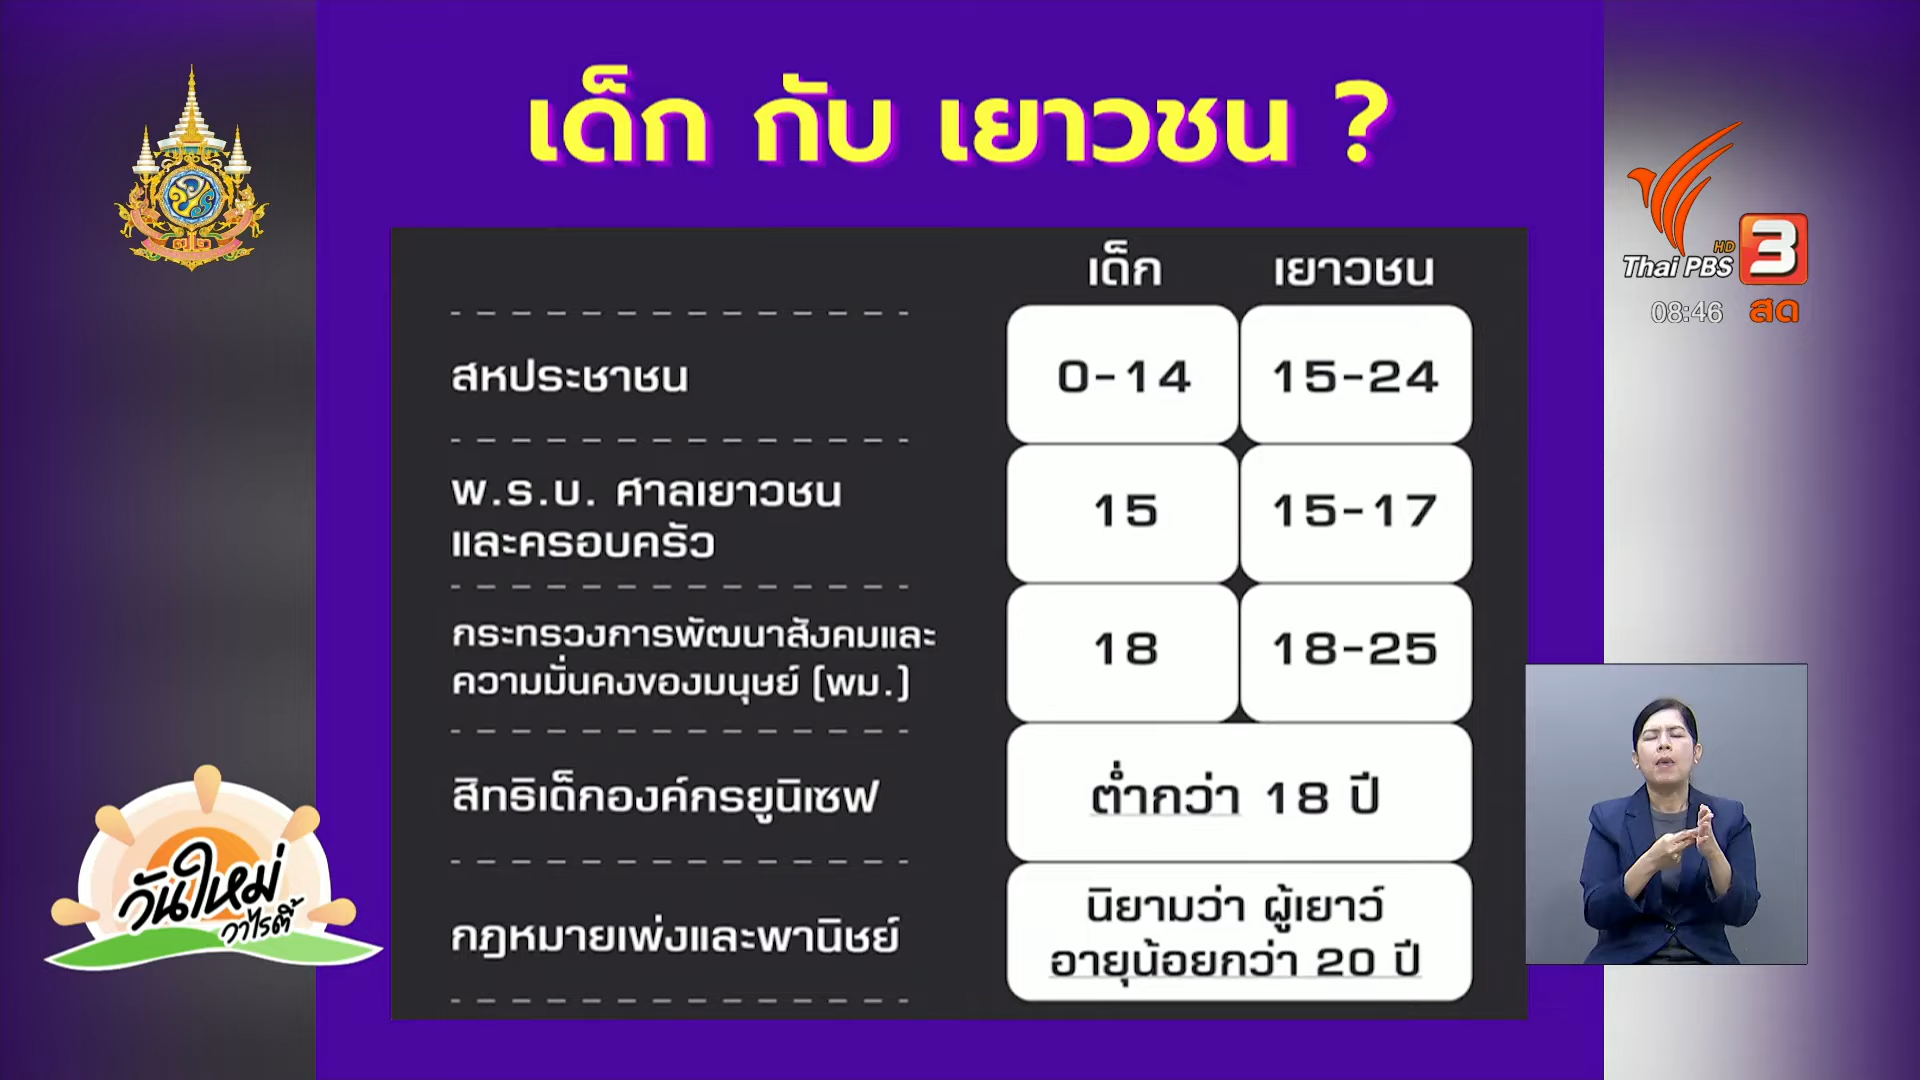 เด็ก กับ เยาวชน ?
เด็ก เยาวชน
สหประชาชน 0-14 15-24
พ.ร.บ. ศาลเยาวชน
และครอบครัว 15 15-17
กระทรวงการพัฒนาสังคมและ
ความมั่นคงของมนุษย์ (พม.) 18 18-25
สิทธิเด็กองค์กรยูนิเซฟ ต่ำกว่า 18 ปี
กฎหมายเพ่งและพานิชย์ นิยามว่า ผู้เยาว์
อายุน้อยกว่า 20 ปี
๗๒
HD
Thai PBS 3
08:46 สด
วันใหม่
วาไรตี้